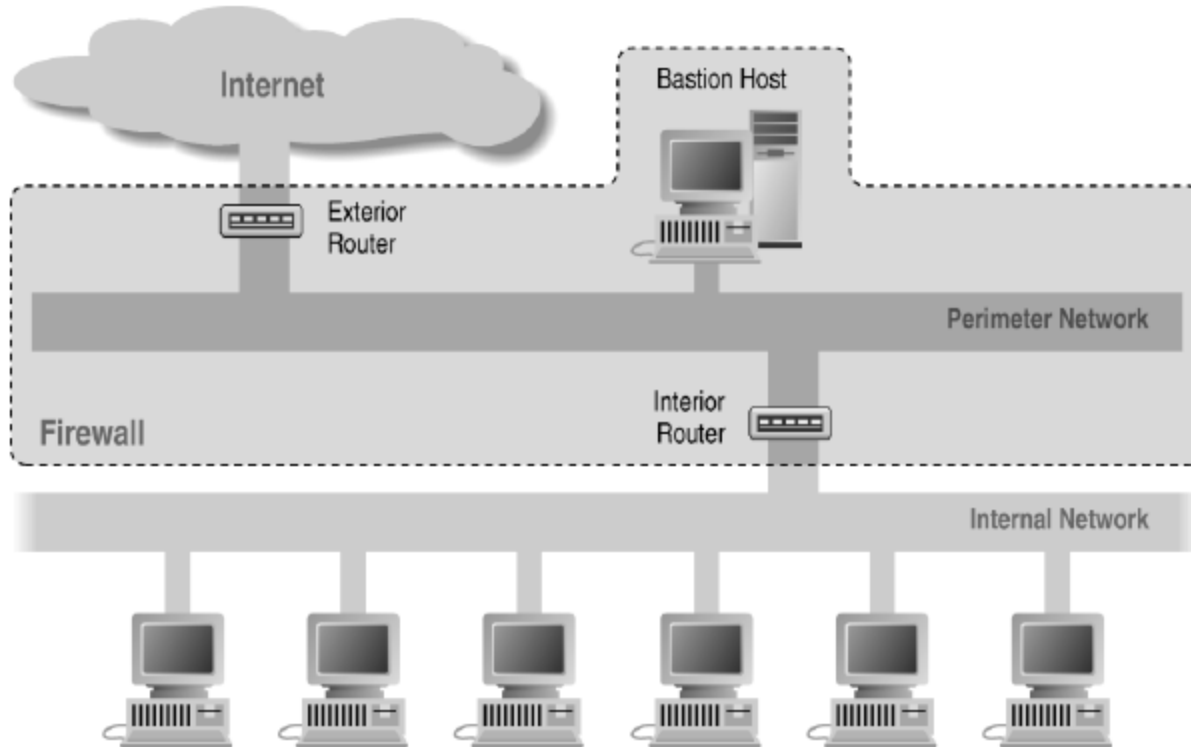 Internet
Bastion Host
Exterior
Router
Perimeter Network
Interior
Router
Firewall
Internal Network